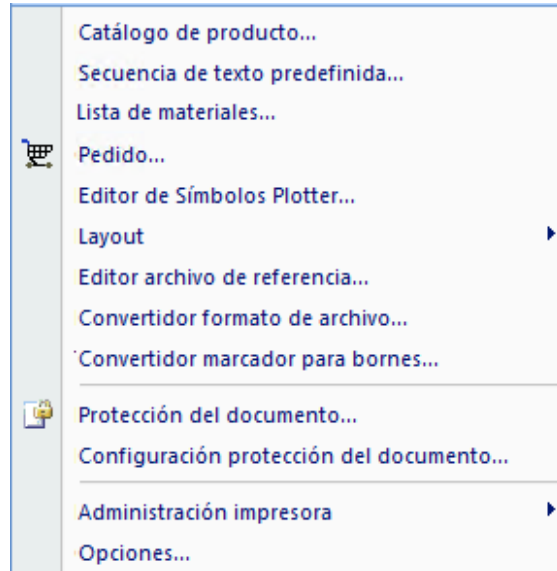 Catálogo de producto...
Secuencia de texto predefinida...
Lista de materiales...
Pedido...
Editor de Símbolos Plotter...
Layout
Editor archivo de referencia...
Convertidor formato de archivo...
Convertidor marcador para bornes...
Protección del documento...
Configuración protección del documento...
Administración impresora
Opciones...